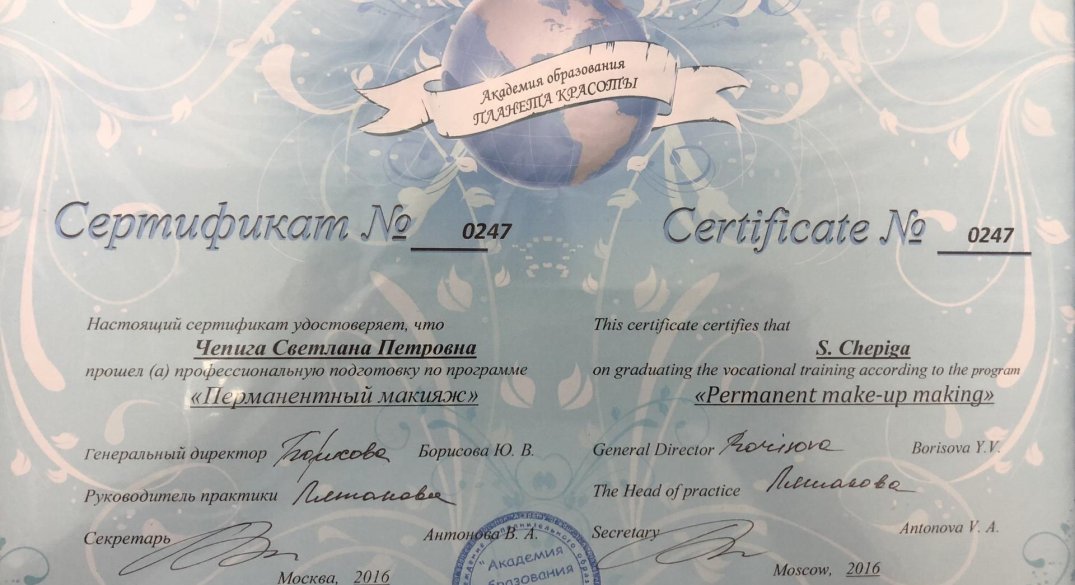 Академия образования
ПЛАНЕТА КРАСОТЫ
Сертификат № 0247
Настоящий сертификат удостоверяет, что
Чепига Светлана Петровна
прошел (а) профессиональную подготовку по программе
«Перманентный макияж»
Генеральный директор Борисова Борисова Ю. В.
Руководитель практики
Секретарь Антонова В. А.
Москва, 2016
Certificate № 0247
This certificate certifies that
S. Chepiga
on graduating the vocational training according to the program
«Permanent make-up making»
General Director Borisova Borisova Y.V.
The Head of practice
Secretary Antonova V. A.
Moscow, 2016
"Академия
образования